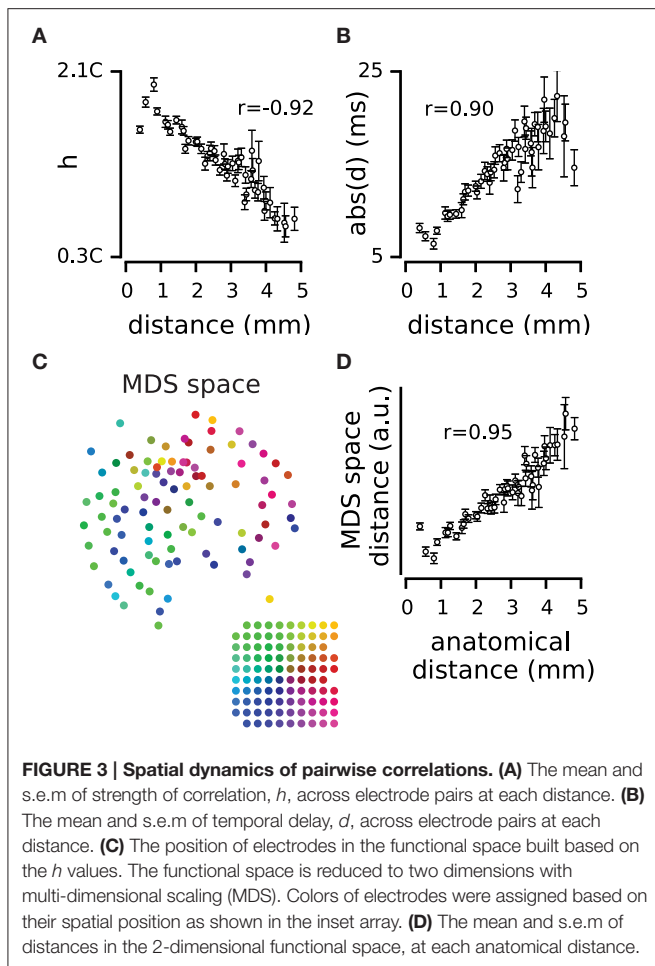 A
2.1C
h
0.3C
r=-0.92
0 1 2 3 4 5
distance (mm)
B
25
abs(d) (ms)
5
r=0.90
0 1 2 3 4 5
distance (mm)
C
MDS space
D
MDS space
distance (a.u.)
r=0.95
0 1 2 3 4 5
anatomical
distance (mm)
FIGURE 3 | Spatial dynamics of pairwise correlations. (A) The mean and
s.e.m of strength of correlation, h, across electrode pairs at each distance. (B)
The mean and s.e.m of temporal delay, d, across electrode pairs at each
distance. (C) The position of electrodes in the functional space built based on
the h values. The functional space is reduced to two dimensions with
multi-dimensional scaling (MDS). Colors of electrodes were assigned based on
their spatial position as shown in the inset array. (D) The mean and s.e.m of
distances in the 2-dimensional functional space, at each anatomical distance.